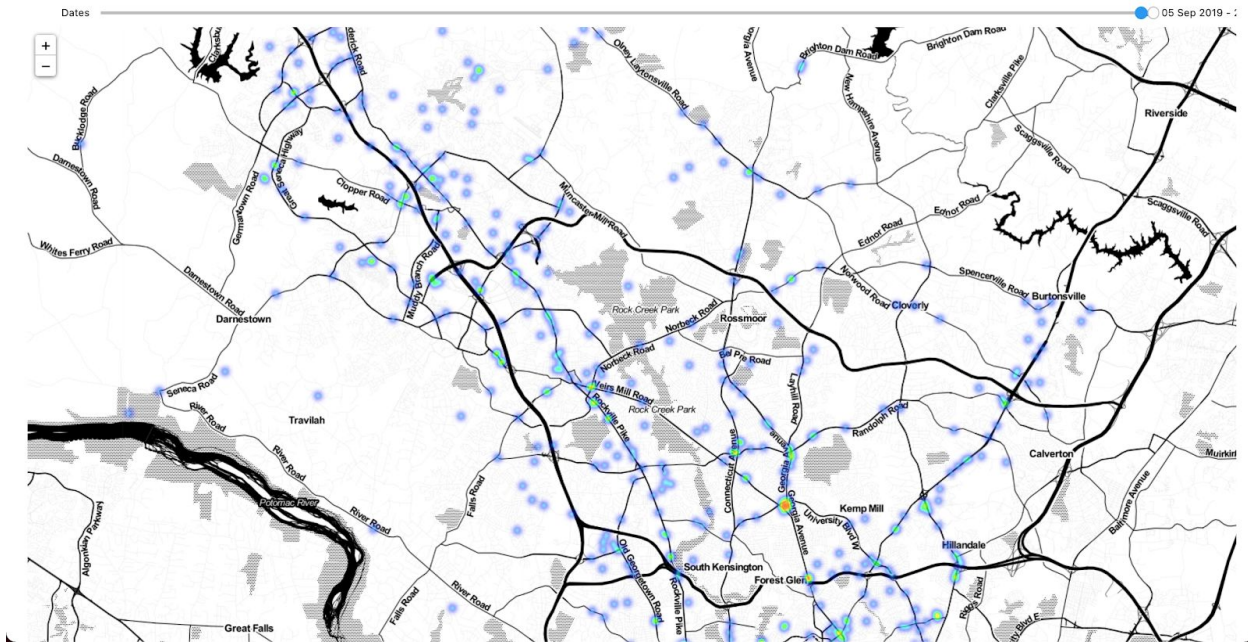 Dates
05 Sep 2019 -
+
−
Olney Laytonsville Road
Brighton Dam Road
Brighton Dam Road
Clarksville Pike
New Hampshire Avenue
Riverside
Bucklodge Road
Great Seneca Highway
Scaggsville Road
Darnestown Road
Clopper Road
Germantown Road
Muncaster Mill Road
Ednor Road
Scaggsville Road
Ednor Road
Whites Ferry Road
Muddy Branch Road
Darnestown Road
Norwood Road
Spencerville Road
Cloverly
Burtonsville
Darnestown
Rock Creek Park
Norbeck Road
Rossmoor
Norbeck Road
Bel Pre Road
Seneca Road
Veirs Mill Road
Layhill Road
River Road
Rock Creek Park
Travilah
Rockville Pike
Randolph Road
Connecticut Avenue
Georgia Avenue
Calverton
River Road
Falls Road
Potomac River
Kemp Mill
River Road
University Blvd W
Georgia Avenue
Baltimore Avenue
Algonkian Parkway
Old Georgetown Road
Hillandale
South Kensington
Forest Glen
Rockville Pike
River Road
Falls Road
Riggs Road
Great Falls